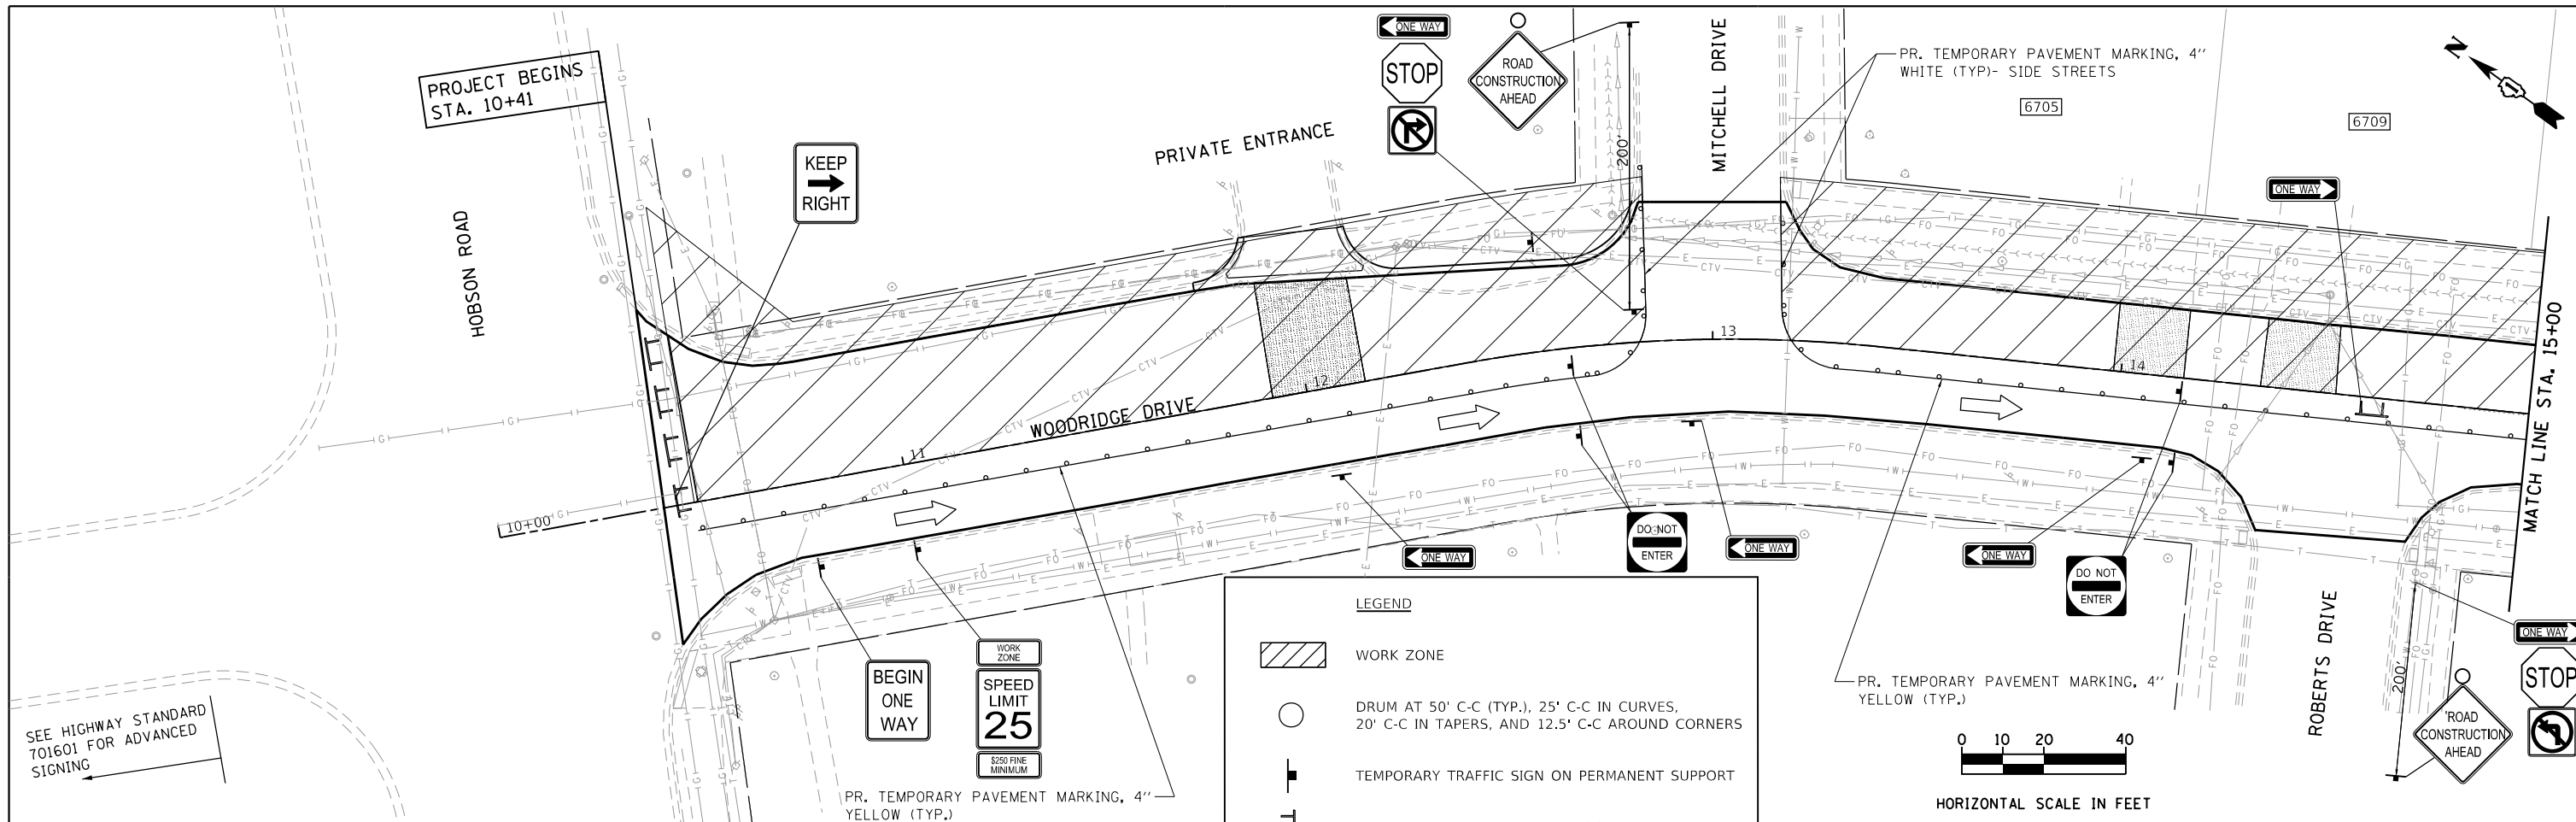 PROJECT BEGINS
STA. 10+41
HOBSON ROAD
KEEP
RIGHT
PRIVATE ENTRANCE
ONE WAY
STOP
ROAD
CONSTRUCTION
AHEAD
200'
MITCHELL DRIVE
PR. TEMPORARY PAVEMENT MARKING, 4''
WHITE (TYP)- SIDE STREETS
6705
6709
N
ONE WAY
MATCH LINE STA. 15+00
10+00
11
12
13
14
WOODRIDGE DRIVE
ONE WAY
DO NOT
ENTER
ONE WAY
ONE WAY
DO NOT
ENTER
BEGIN
ONE
WAY
WORK
ZONE
SPEED
LIMIT
25
$250 FINE
MINIMUM
PR. TEMPORARY PAVEMENT MARKING, 4''
YELLOW (TYP.)
SEE HIGHWAY STANDARD
701601 FOR ADVANCED
SIGNING
LEGEND
WORK ZONE
DRUM AT 50' C-C (TYP.), 25' C-C IN CURVES,
20' C-C IN TAPERS, AND 12.5' C-C AROUND CORNERS
TEMPORARY TRAFFIC SIGN ON PERMANENT SUPPORT
PR. TEMPORARY PAVEMENT MARKING, 4''
YELLOW (TYP.)
0 10 20 40
HORIZONTAL SCALE IN FEET
ROBERTS DRIVE
200'
ONE WAY
STOP
'ROAD
CONSTRUCTION
AHEAD